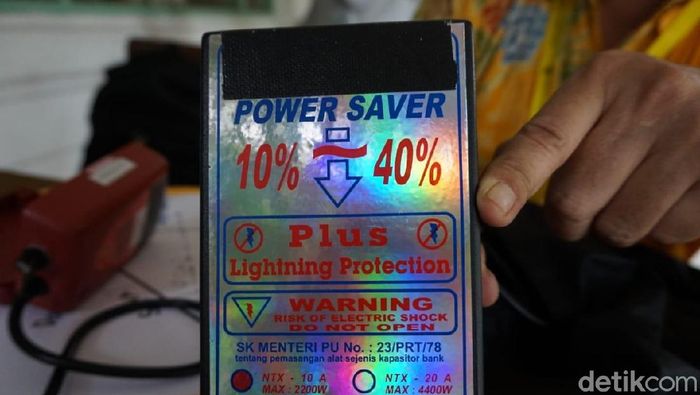 POWER SAVER
10% ~ 40%
Plus
Lightning Protection
WARNING
RISK OF ELECTRIC SHOCK
DO NOT OPEN
SK MENTERI PU No. : 23/PRT/78
tentang pemasangan alat sejenis kapasitor bank
NTX - 10 A
MAX : 2200W
NTX - 20 A
MAX : 4400W
detikcom